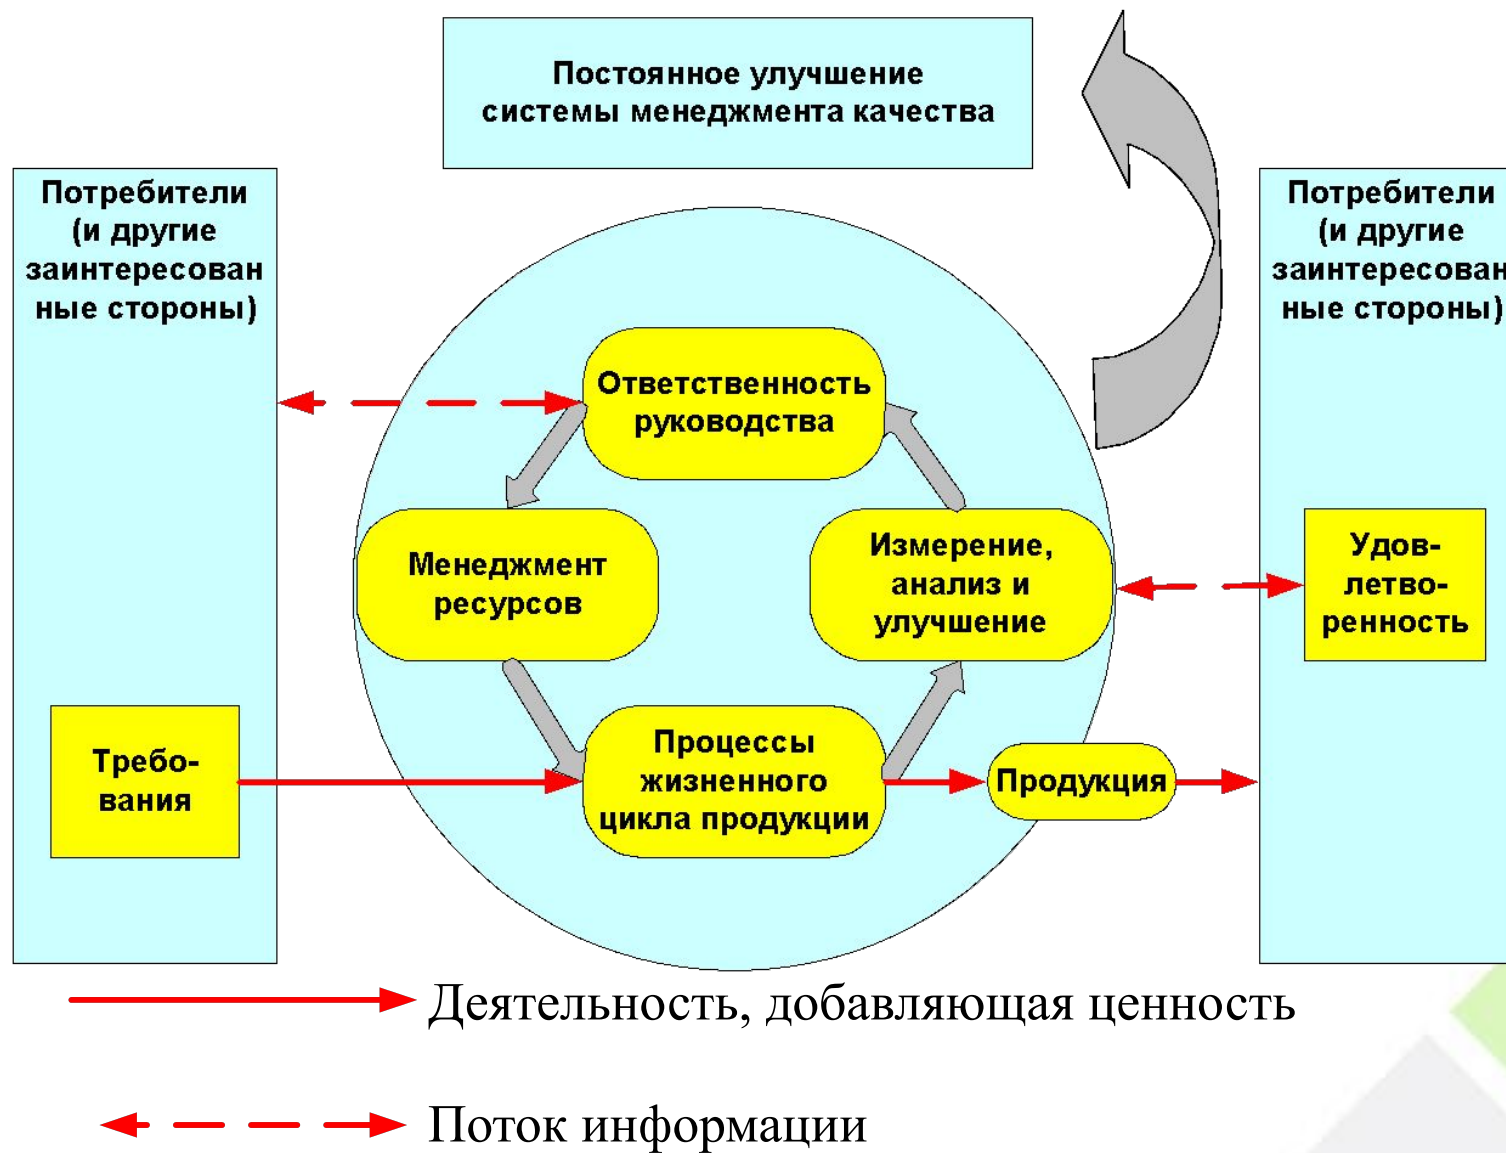 Постоянное улучшение
системы менеджмента качества
Потребители
(и другие
заинтересован
ные стороны)
Потребители
(и другие
заинтересован
ные стороны)
Ответственность
руководства
Менеджмент
ресурсов
Измерение,
анализ и
улучшение
Удов-
летво-
ренность
Требо-
вания
Процессы
жизненного
цикла продукции
Продукция
Деятельность, добавляющая ценность
Поток информации